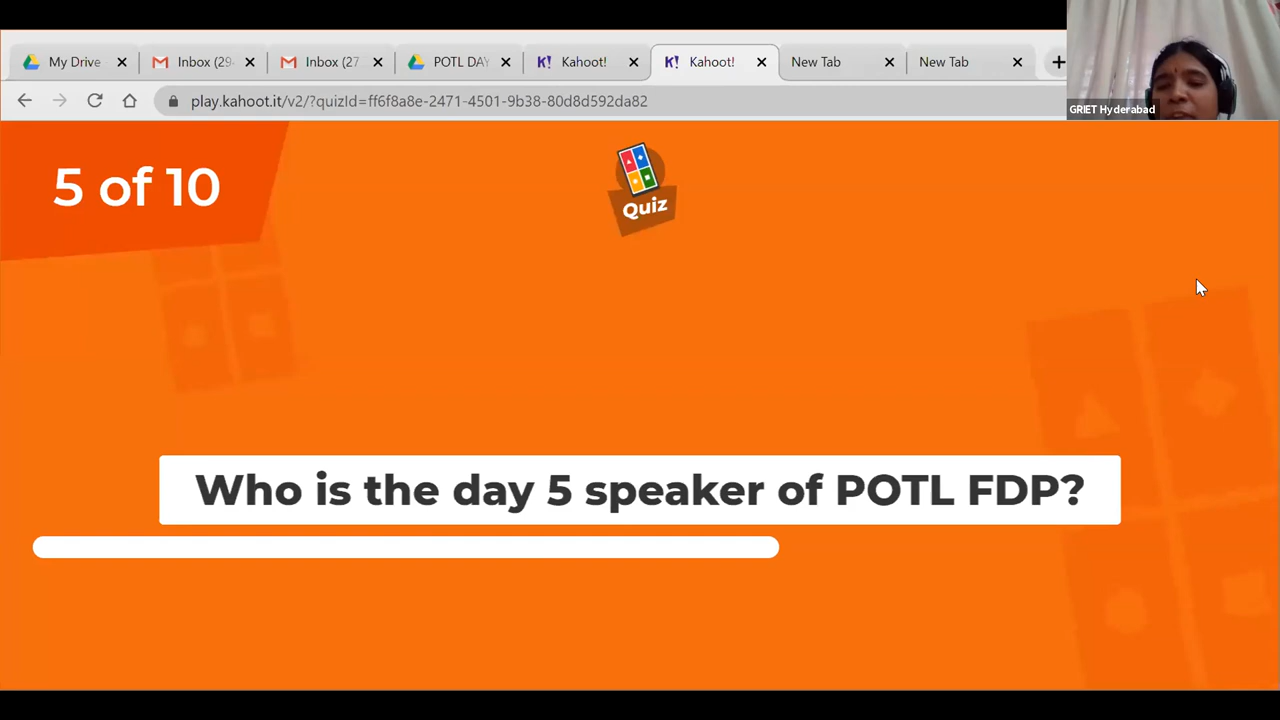 My Drive
Inbox (29-
Inbox (27
POTL DAY
K! Kahoot!
K! Kahoot!
New Tab
New Tab
play.kahoot.it/v2/?quizId=ff6f8a8e-2471-4501-9b38-80d8d592da82
GRIET Hyderabad
5 of 10
Quiz
Who is the day 5 speaker of POTL FDP?